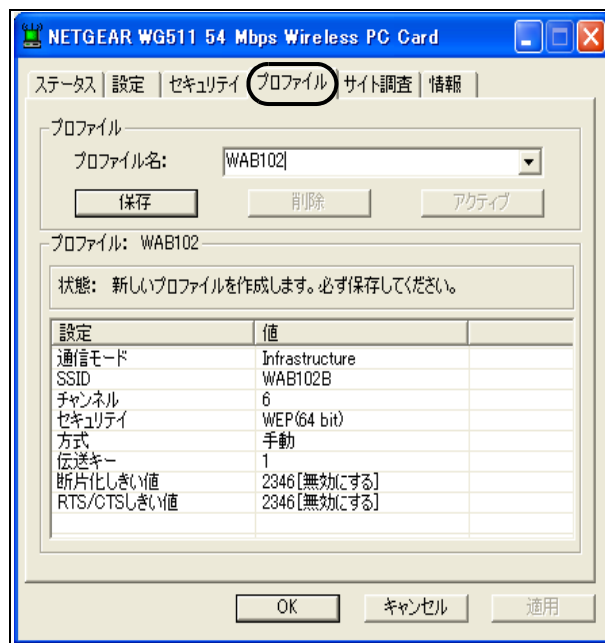 NETGEAR WG511 54 Mbps Wireless PC Card
ステータス 設定 セキュリティ プロファイル サイト調査 情報
プロファイル
プロファイル名: WAB102
保存 削除 アクティブ
プロファイル: WAB102
状態: 新しいプロファイルを作成します。必ず保存してください。
設定 値
通信モード Infrastructure
SSID WAB102B
チャンネル 6
セキュリティ WEP(64 bit)
方式 手動
伝送キー 1
断片化しきい値 2346[無効にする]
RTS/CTSしきい値 2346[無効にする]
OK キャンセル 適用